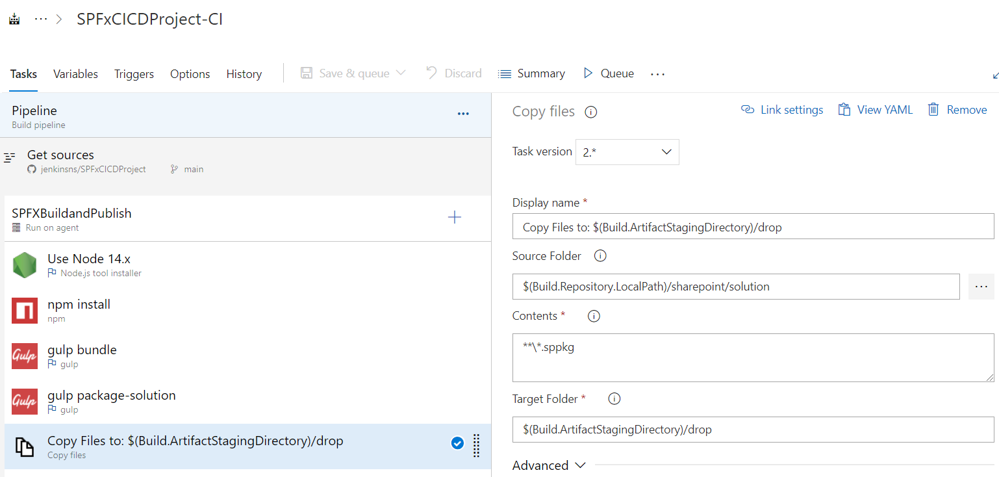 ··· > SPFxCICDProject-CI
Tasks Variables Triggers Options History Save & queue Discard Summary Queue ...
Pipeline
Build pipeline
...
Get sources
jenkinsns/SPFxCICDProject main
SPFXBuildandPublish
Run on agent
Use Node 14.x
Node.js tool installer
npm install
npm
gulp bundle
Gulp
gulp
gulp package-solution
Gulp
gulp
Copy Files to: $(Build.ArtifactStagingDirectory)/drop
Copy files
Copy files
Link settings View YAML Remove
Task version 2.*
Display name *
Copy Files to: $(Build.ArtifactStagingDirectory)/drop
Source Folder
$(Build.Repository.LocalPath)/sharepoint/solution
...
Contents *
**\*.sppkg
Target Folder *
$(Build.ArtifactStagingDirectory)/drop
Advanced